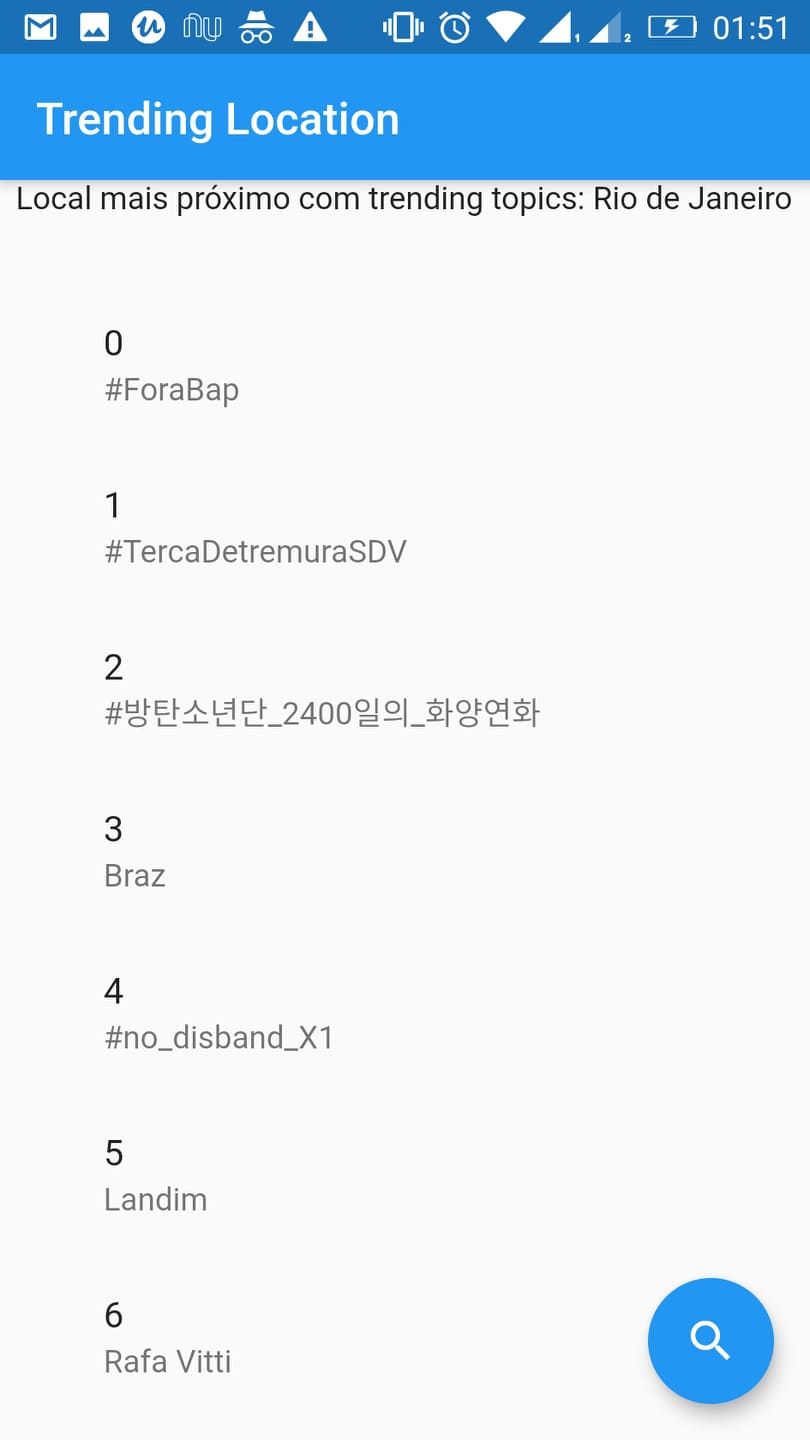 01:51
Trending Location
Local mais próximo com trending topics: Rio de Janeiro
0
#ForaBap
1
#TercaDetremuraSDV
2
#방탄소년단_2400일의_화양연화
3
Braz
4
#no_disband_X1
5
Landim
6
Rafa Vitti